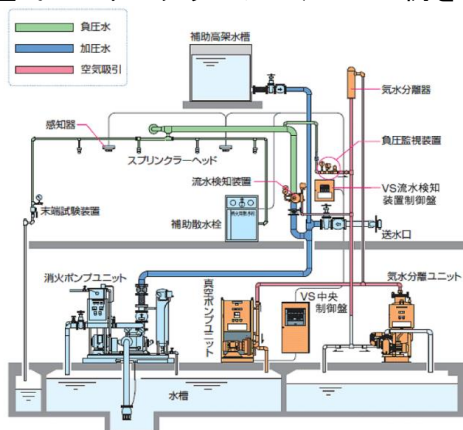 負圧水
加圧水
空気吸引
補助高架水槽
気水分離器
感知器
負圧監視装置
スプリンクラーヘッド
流水検知装置
VS流水検知
装置制御盤
末端試験装置
補助散水栓
送水口
消火ポンプユニット
真空ポンプユニット
VS中央
制御盤
気水分離ユニット
水槽